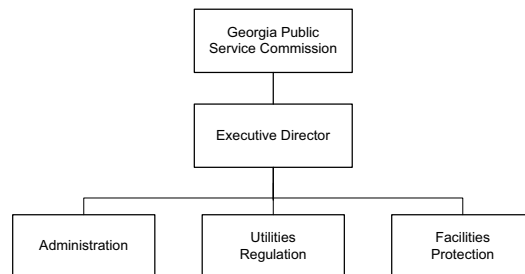 Georgia Public
Service Commission
Executive Director
Administration
Utilities
Regulation
Facilities
Protection